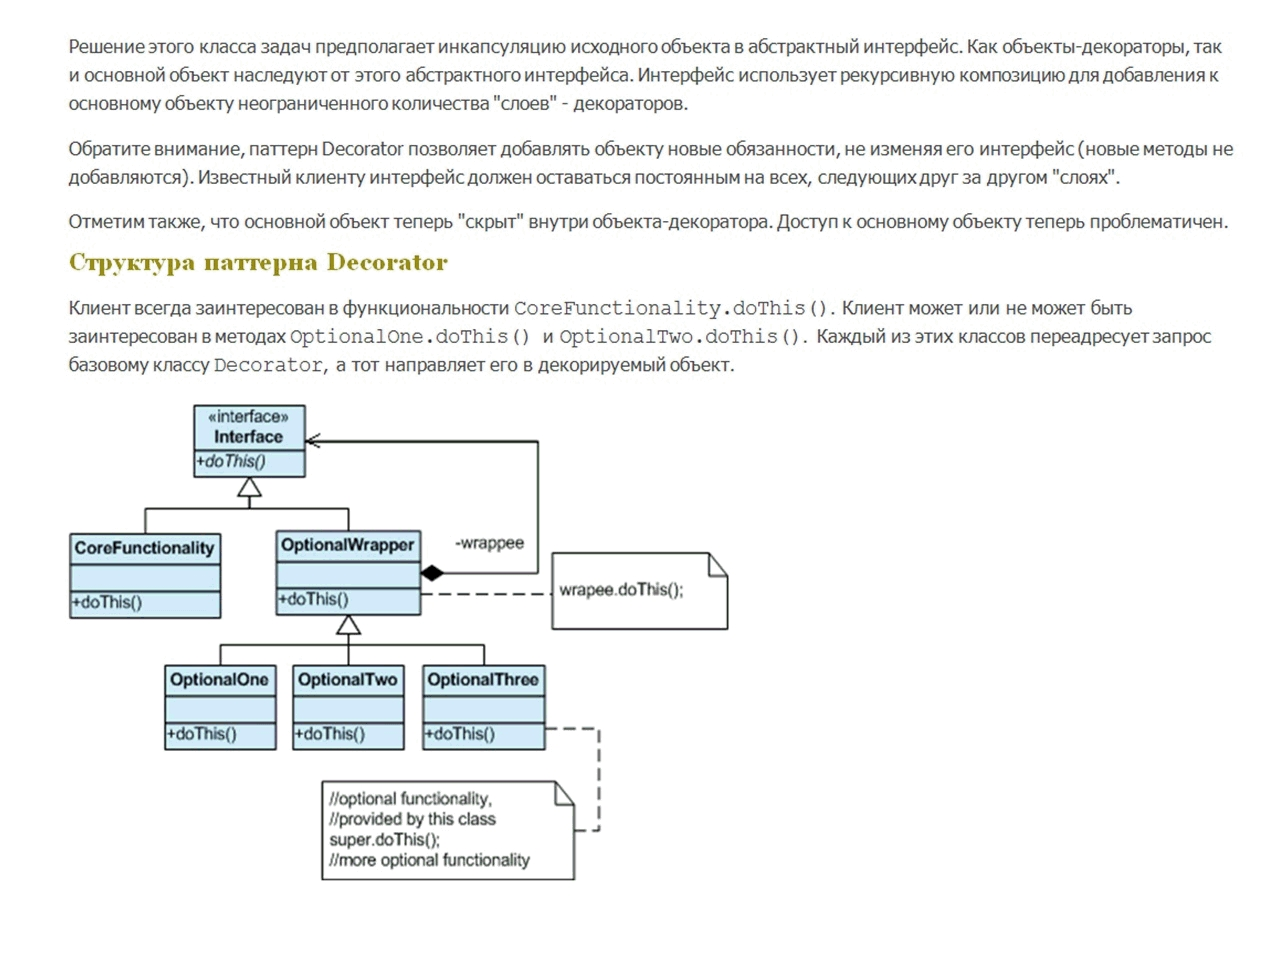 Решение этого класса задач предполагает инкапсуляцию исходного объекта в абстрактный интерфейс. Как объекты-декораторы, так
и основной объект наследуют от этого абстрактного интерфейса. Интерфейс использует рекурсивную композицию для добавления к
основному объекту неограниченного количества "слоев" - декораторов.
Обратите внимание, паттерн Decorator позволяет добавлять объекту новые обязанности, не изменяя его интерфейс (новые методы не
добавляются). Известный клиенту интерфейс должен оставаться постоянным на всех, следующих друг за другом "слоях".
Отметим также, что основной объект теперь "скрыт" внутри объекта-декоратора. Доступ к основному объекту теперь проблематичен.
Структура паттерна Decorator
Клиент всегда заинтересован в функциональности CoreFunctionality.doThis(). Клиент может или не может быть
заинтересован в методах OptionalOne.doThis() и OptionalTwo.doThis(). Каждый из этих классов переадресует запрос
базовому классу Decorator, а тот направляет его в декорируемый объект.
«interface»
Interface
+doThis()
CoreFunctionality
+doThis()
OptionalWrapper
+doThis()
-wrappee
wrapee.doThis();
OptionalOne
+doThis()
OptionalTwo
+doThis()
OptionalThree
+doThis()
//optional functionality,
//provided by this class
super.doThis();
//more optional functionality